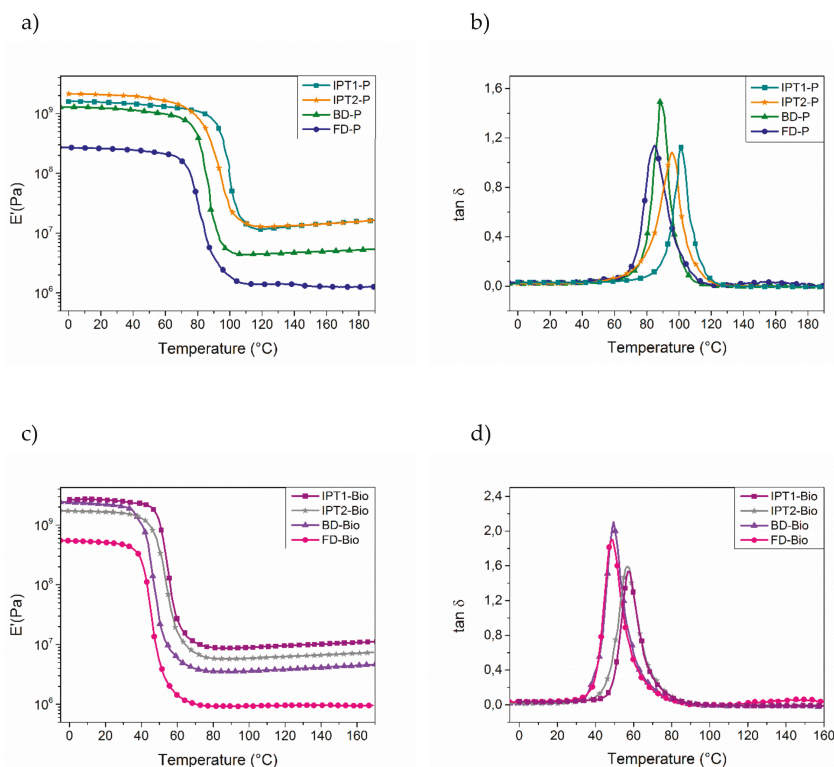 a)
b)
IPT1-P
IPT2-P
BD-P
FD-P
E'(Pa)
10⁹
10⁸
10⁷
10⁶
0 20 40 60 80 100 120 140 160 180
Temperature (°C)
IPT1-P
IPT2-P
BD-P
FD-P
tan δ
1,6
1,2
0,8
0,4
0,0
0 20 40 60 80 100 120 140 160 180
Temperature (°C)
c)
d)
IPT1-Bio
IPT2-Bio
BD-Bio
FD-Bio
E'(Pa)
10⁹
10⁸
10⁷
10⁶
0 20 40 60 80 100 120 140 160
Temperature (°C)
IPT1-Bio
IPT2-Bio
BD-Bio
FD-Bio
tan δ
2,4
2,0
1,6
1,2
0,8
0,4
0,0
0 20 40 60 80 100 120 140 160
Temperature (°C)